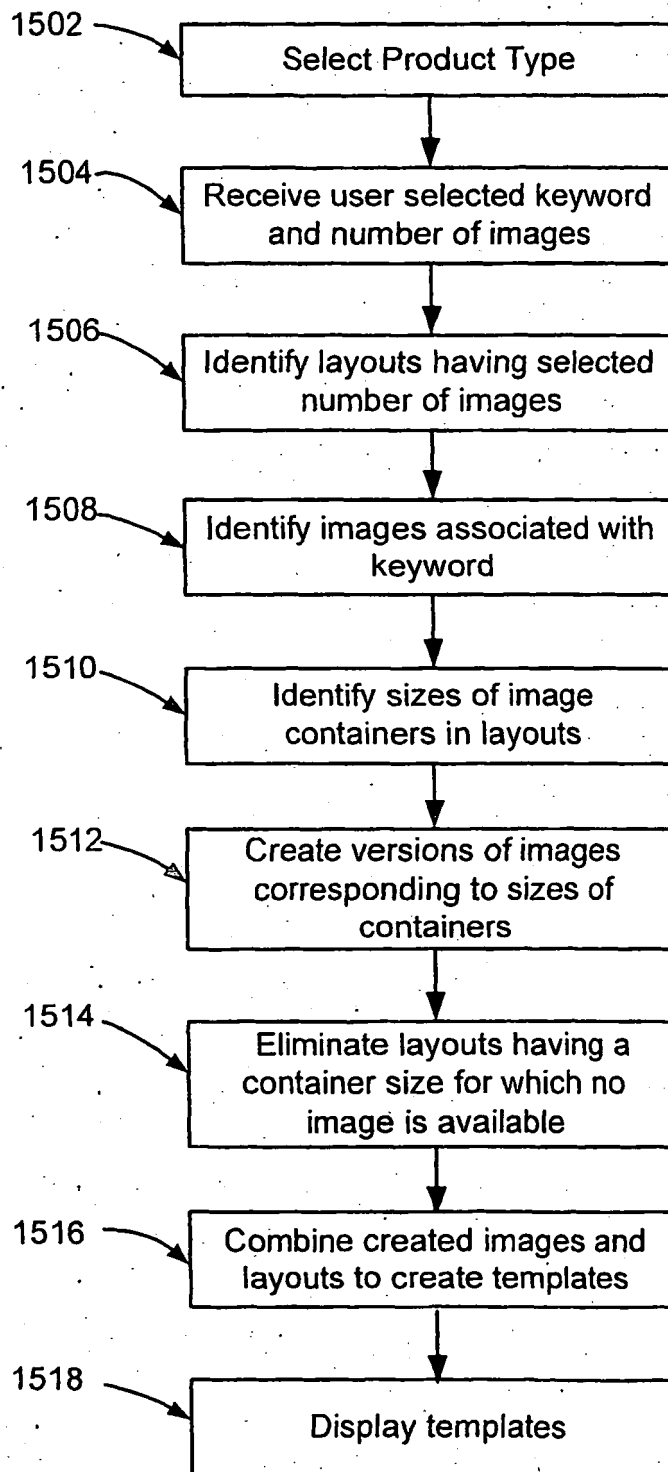 1502
Select Product Type
1504
Receive user selected keyword
and number of images
1506
Identify layouts having selected
number of images
1508
Identify images associated with
keyword
1510
Identify sizes of image
containers in layouts
1512
Create versions of images
corresponding to sizes of
containers
1514
Eliminate layouts having a
container size for which no
image is available
1516
Combine created images and
layouts to create templates
1518
Display templates